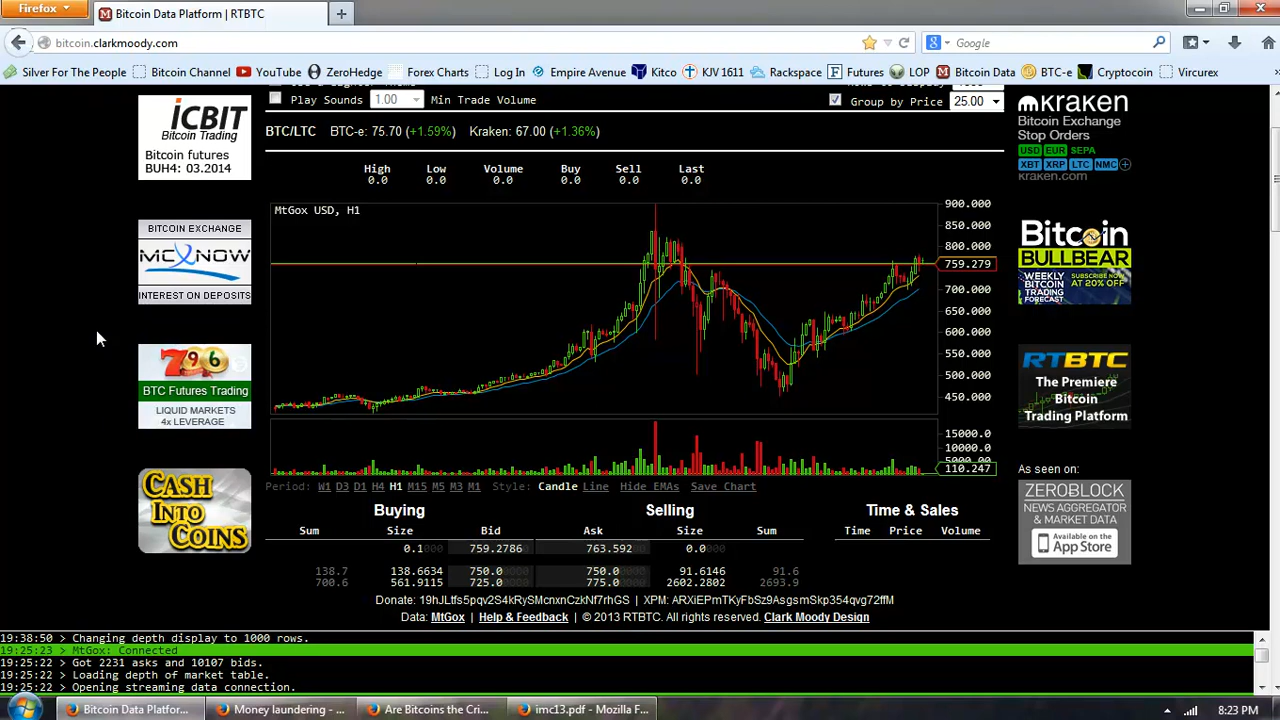 Firefox
Bitcoin Data Platform | RTBTC
bitcoin.clarkmoody.com
Google
Silver For The People
Bitcoin Channel
YouTube
ZeroHedge
Forex Charts
Log In
Empire Avenue
Kitco
KJV 1611
Rackspace
Futures
LOP
Bitcoin Data
BTC-e
Cryptocoin
Vircurex
Play Sounds 1.00 Min Trade Volume
Group by Price 25.00
BTC/LTC BTC-e: 75.70 (+1.59%) Kraken: 67.00 (+1.36%)
High Low Volume Buy Sell Last
0.0 0.0 0.0 0.0 0.0 0.0
iCBIT
Bitcoin Trading
Bitcoin futures
BUH4: 03.2014
BITCOIN EXCHANGE
MCXNOW
INTEREST ON DEPOSITS
796
BTC Futures Trading
LIQUID MARKETS
4x LEVERAGE
CASH
INTO
COINS
MtGox USD, H1
900.000
850.000
800.000
759.279
700.000
650.000
600.000
550.000
500.000
450.000
15000.0
10000.0
110.247
Period: W1 D3 D1 H4 H1 M15 M5 M3 M1 Style: Candle Line Hide EMAs Save Chart
Buying Selling Time & Sales
Sum Size Bid Ask Size Sum Time Price Volume
0.1000 759.2786 763.592 0.0000
138.7 138.6634 750.0 750.0 91.6146 91.6
700.6 561.9115 725.0 775.0 2602.2802 2693.9
Donate: 19hJLtfs5pqv2S4kRySMcnxnCzkNf7rhGS | XPM: ARXiEPmTKyFbSz9AsgsmSkp354qvg72ffM
Data: MtGox | Help & Feedback | © 2013 RTBTC. All rights reserved. Clark Moody Design
kraken
Bitcoin Exchange
Stop Orders
USD EUR SEPA
XBT XRP LTC NMC
kraken.com
Bitcoin
BULLBEAR
WEEKLY
BITCOIN
TRADING
FORECAST
SUBSCRIBE NOW
AT 20% OFF
RTBTC
The Premiere
Bitcoin
Trading Platform
As seen on:
ZEROBLOCK
NEWS AGGREGATOR
& MARKET DATA
Available on the
App Store
19:38:50 > Changing depth display to 1000 rows.
19:25:23 > MtGox: Connected
19:25:22 > Got 2231 asks and 10107 bids.
19:25:22 > Loading depth of market table.
19:25:22 > Opening streaming data connection.
Bitcoin Data Platfor...
Money laundering - ...
Are Bitcoins the Cri...
imc13.pdf - Mozilla F...
8:23 PM